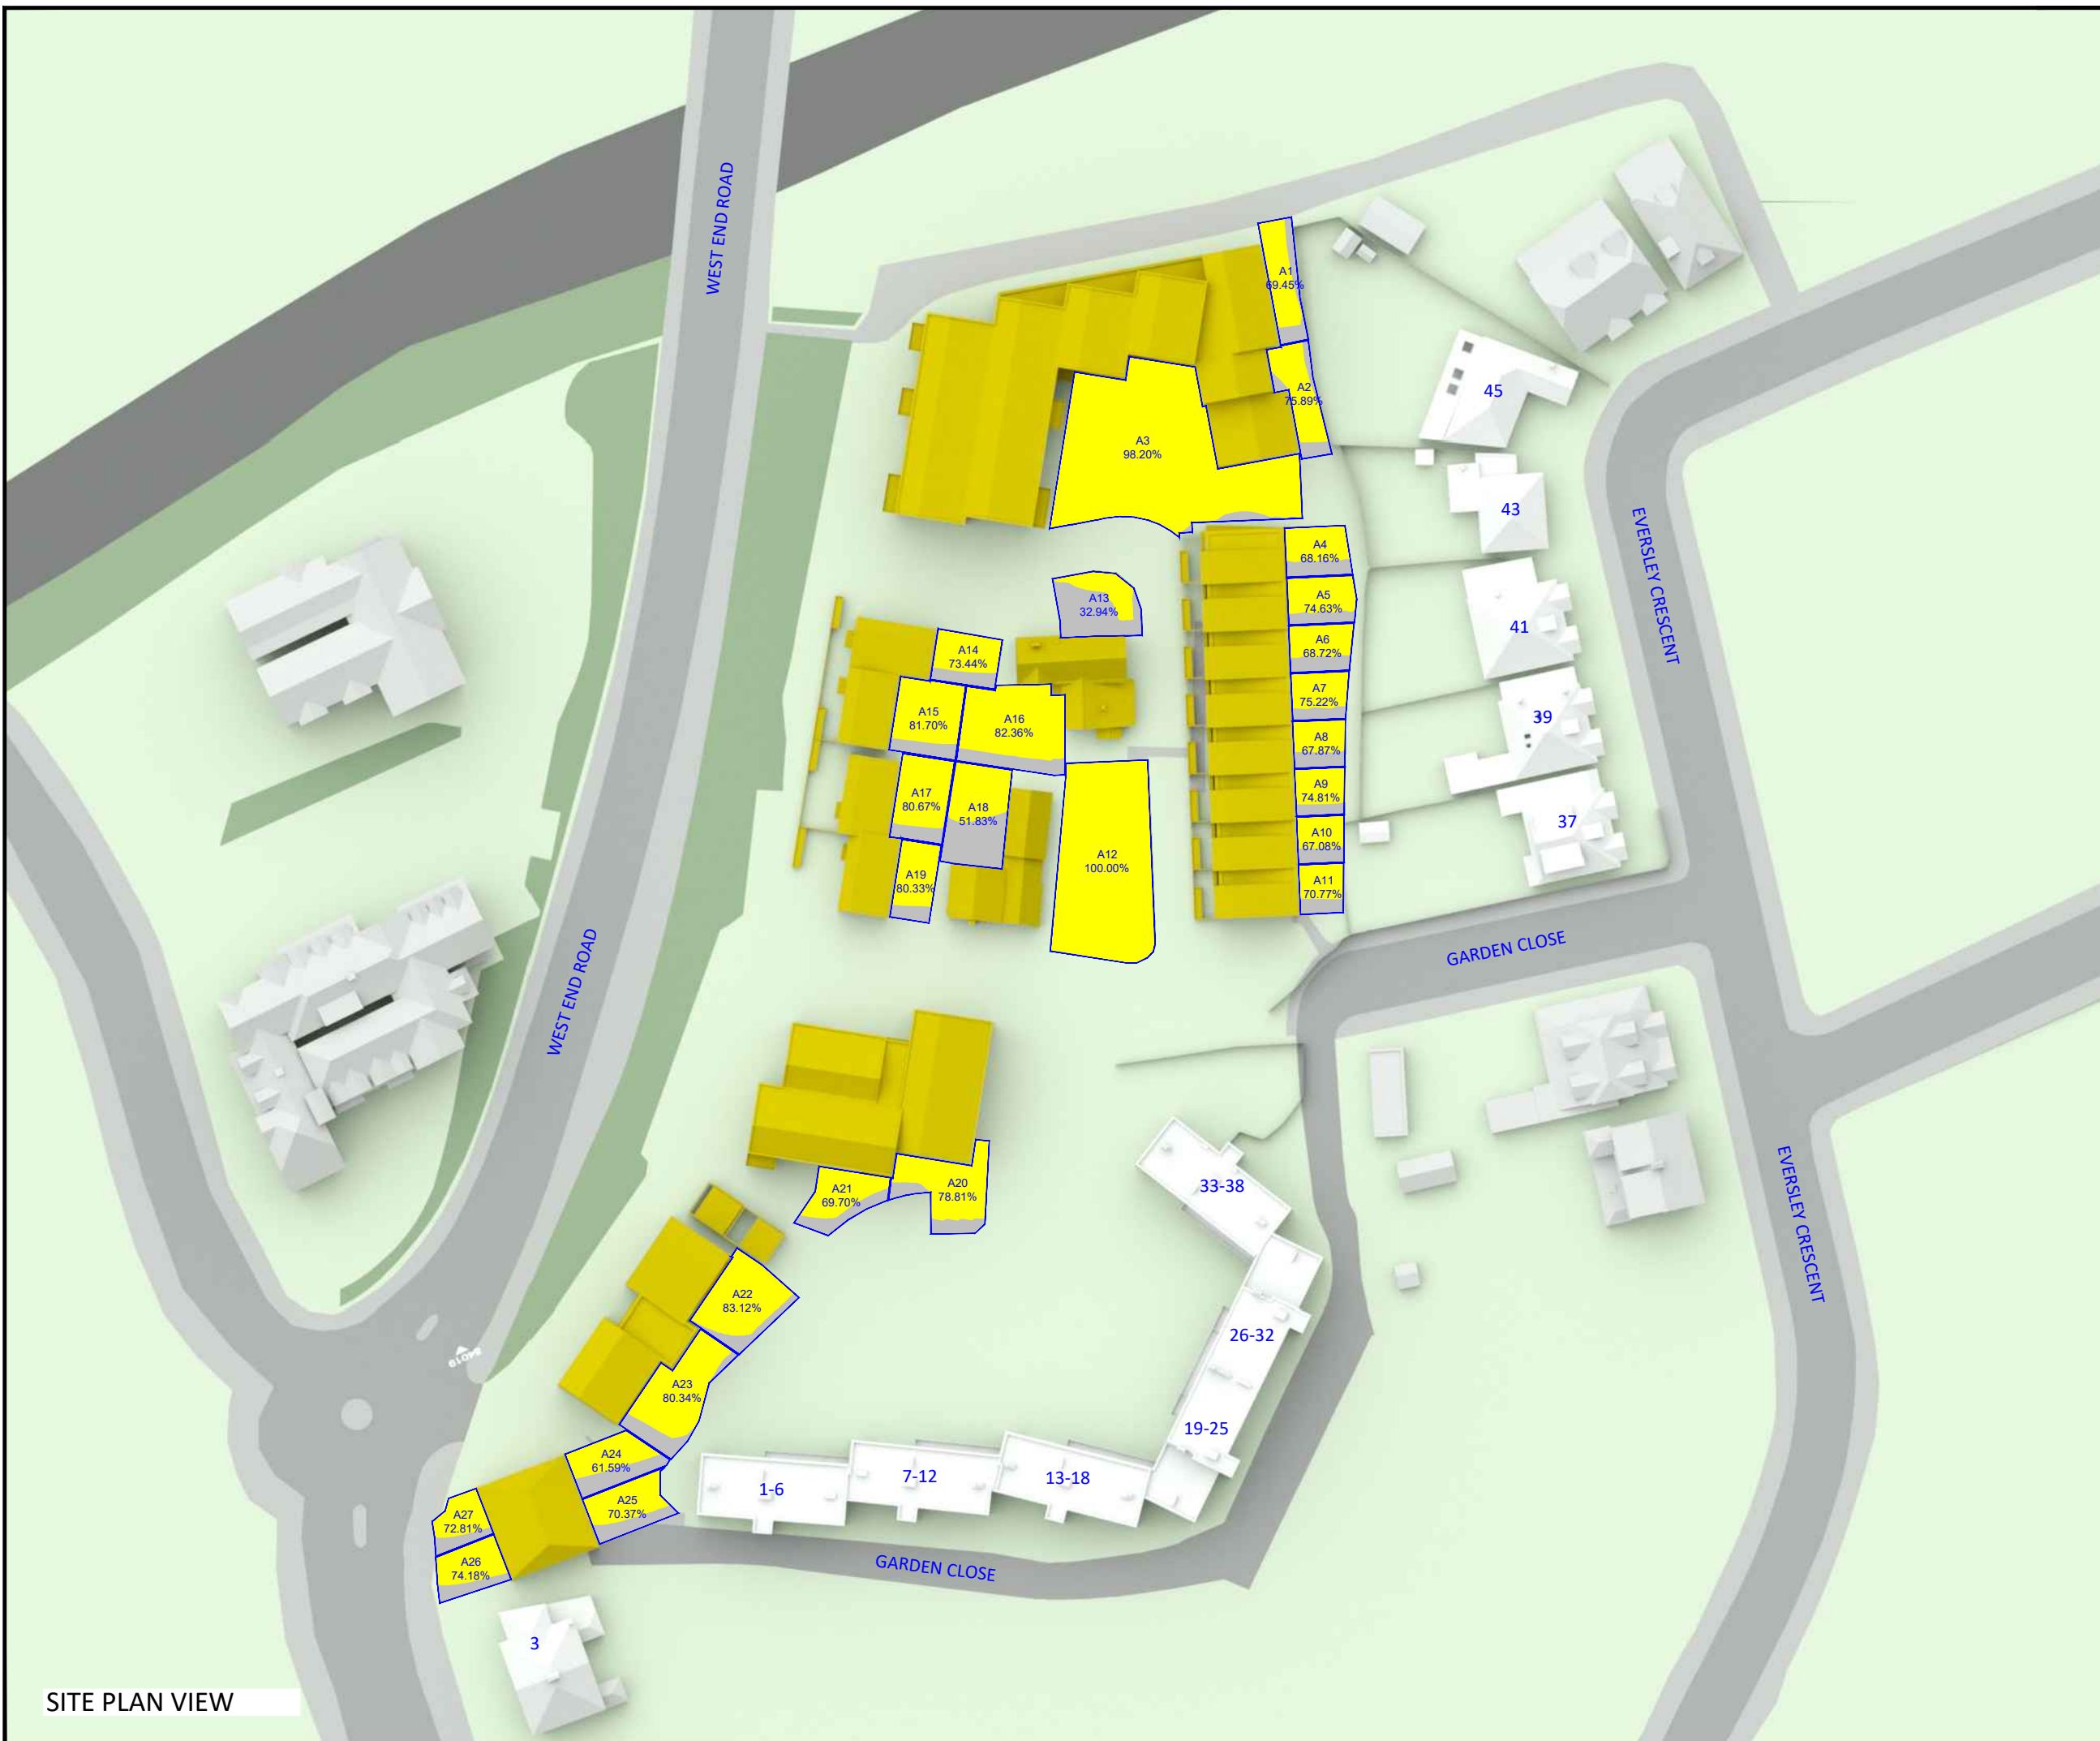 WEST END ROAD
A1
69.45%
A2
75.89%
45
A3
98.20%
43
EVERSLEY CRESCENT
A4
68.16%
A5
74.63%
A13
32.94%
41
A6
68.72%
A14
73.44%
A7
75.22%
39
A15
81.70%
A16
82.36%
A8
67.87%
A9
74.81%
A17
80.67%
A18
51.83%
37
A10
67.08%
A12
100.00%
A19
80.33%
A11
70.77%
GARDEN CLOSE
WEST END ROAD
33-38
A21
69.70%
A20
78.81%
EVERSLEY CRESCENT
A22
83.12%
26-32
54019
A23
80.34%
19-25
A24
61.59%
1-6
7-12
13-18
A25
70.37%
A27
72.81%
A26
74.18%
GARDEN CLOSE
3
SITE PLAN VIEW